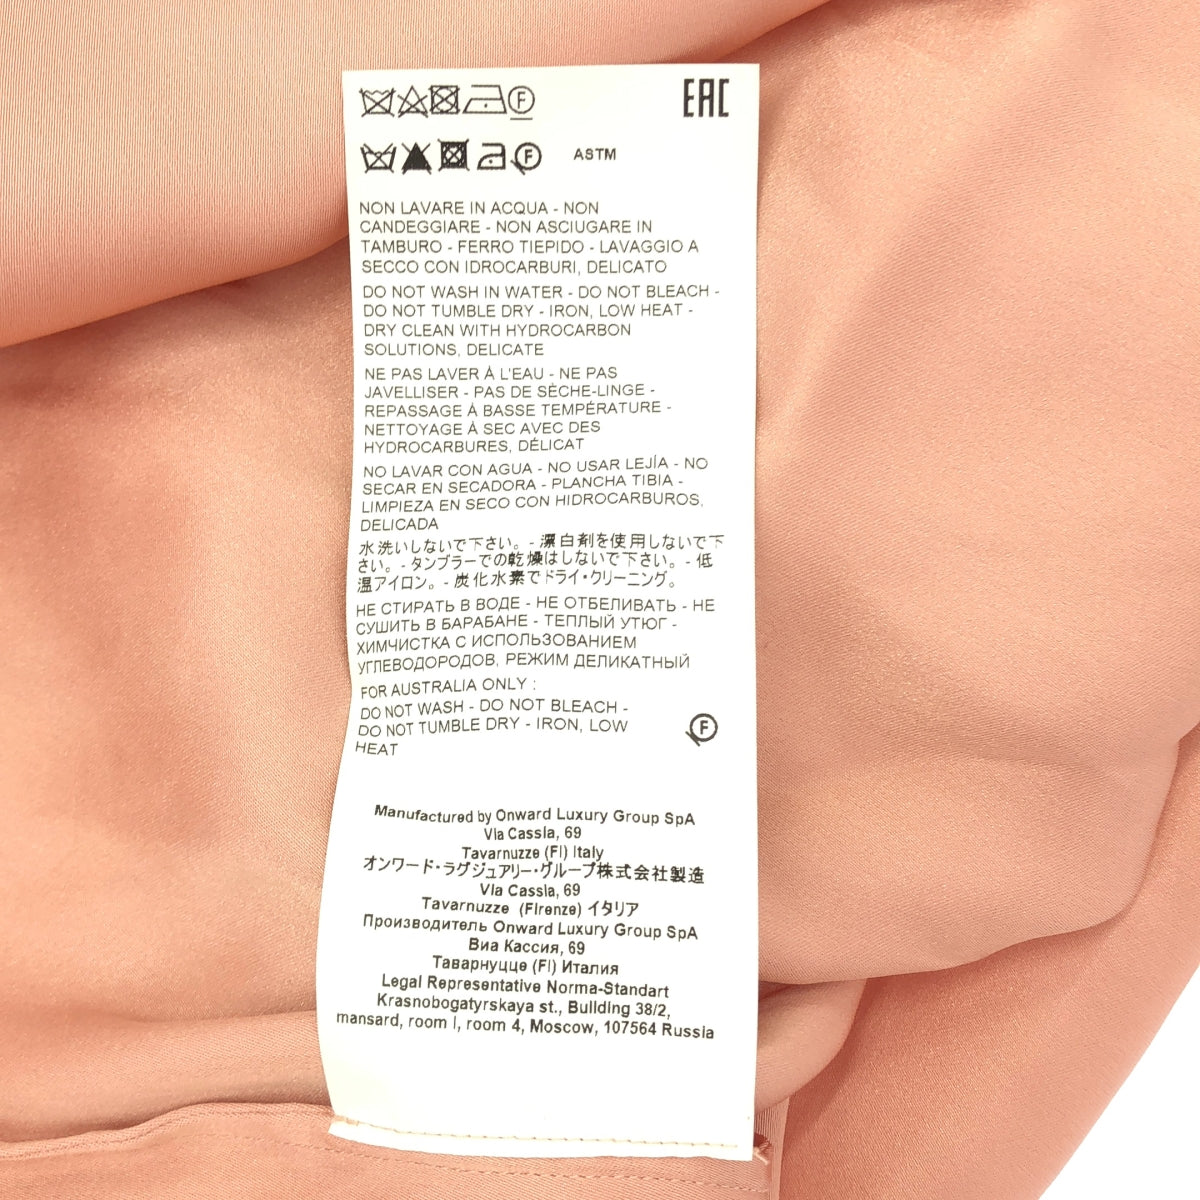 EAC
F
F ASTM
NON LAVARE IN ACQUA - NON
CANDEGGIARE - NON ASCIUGARE IN
TAMBURO - FERRO TIEPIDO - LAVAGGIO A
SECCO CON IDROCARBURI, DELICATO
DO NOT WASH IN WATER - DO NOT BLEACH -
DO NOT TUMBLE DRY - IRON, LOW HEAT -
DRY CLEAN WITH HYDROCARBON
SOLUTIONS, DELICATE
NE PAS LAVER À L'EAU - NE PAS
JAVELLISER - PAS DE SÈCHE-LINGE -
REPASSAGE À BASSE TEMPÉRATURE -
NETTOYAGE À SEC AVEC DES
HYDROCARBURES, DÉLICAT
NO LAVAR CON AGUA - NO USAR LEJÍA - NO
SECAR EN SECADORA - PLANCHA TIBIA -
LIMPIEZA EN SECO CON HIDROCARBUROS,
DELICADA
水洗いしないで下さい。 - 漂白剤を使用しないで下
さい。 - タンブラーでの乾燥はしないで下さい。 - 低
温アイロン。 - 炭化水素でドライ・クリーニング。
НЕ СТИРАТЬ В ВОДЕ - НЕ ОТБЕЛИВАТЬ - НЕ
СУШИТЬ В БАРАБАНЕ - ТЕПЛЫЙ УТЮГ -
ХИМЧИСТКА С ИСПОЛЬЗОВАНИЕМ
УГЛЕВОДОРОДОВ, РЕЖИМ ДЕЛИКАТНЫЙ
FOR AUSTRALIA ONLY :
DO NOT WASH - DO NOT BLEACH -
DO NOT TUMBLE DRY - IRON, LOW
HEAT
F
Manufactured by Onward Luxury Group SpA
Via Cassia, 69
Tavarnuzze (FI) Italy
オンワード・ラグジュアリー・グループ株式会社製造
Via Cassia, 69
Tavarnuzze (Firenze) イタリア
Производитель Onward Luxury Group SpA
Виа Кассия, 69
Таварнуцце (FI) Италия
Legal Representative Norma-Standart
Krasnobogatyrskaya st., Building 38/2,
mansard, room I, room 4, Moscow, 107564 Russia